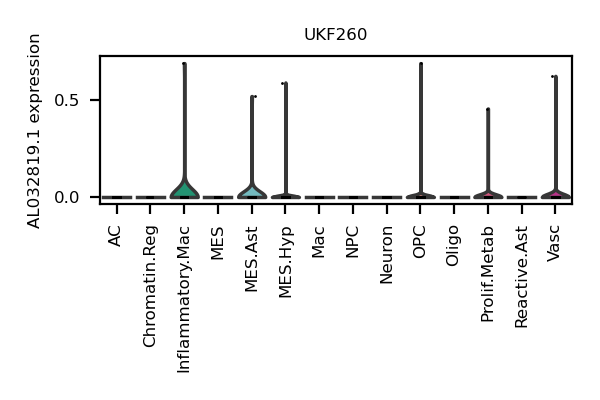 UKF260
AL032819.1 expression
0.5
0.0
AC
Chromatin.Reg
Inflammatory.Mac
MES
MES.Ast
MES.Hyp
Mac
NPC
Neuron
OPC
Oligo
Prolif.Metab
Reactive.Ast
Vasc